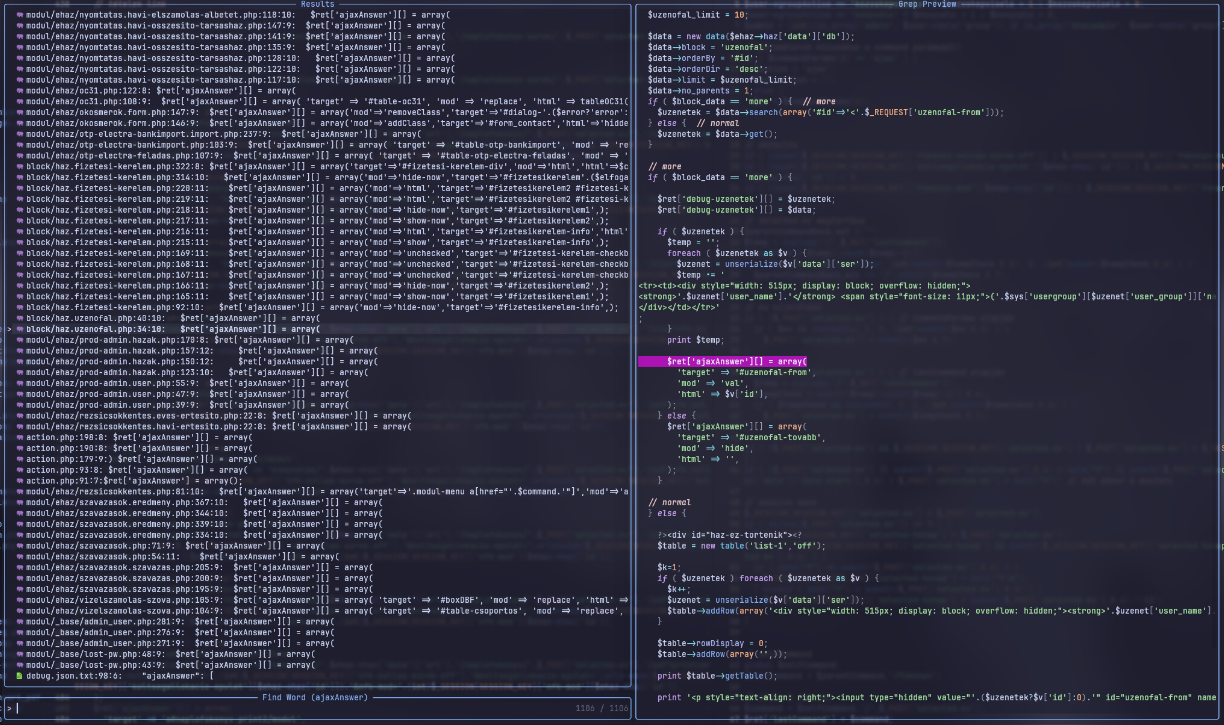 Results
modul/ehaz/nyomtatas.havi-elszamolas-albetet.php:118:10:   $ret['ajaxAnswer'][] = array(
modul/ehaz/nyomtatas.havi-osszesito-tarsashaz.php:147:9:   $ret['ajaxAnswer'][] = array(
modul/ehaz/nyomtatas.havi-osszesito-tarsashaz.php:141:9:   $ret['ajaxAnswer'][] = array(
modul/ehaz/nyomtatas.havi-osszesito-tarsashaz.php:135:9:   $ret['ajaxAnswer'][] = array(
modul/ehaz/nyomtatas.havi-osszesito-tarsashaz.php:128:10:   $ret['ajaxAnswer'][] = array(
modul/ehaz/nyomtatas.havi-osszesito-tarsashaz.php:122:10:   $ret['ajaxAnswer'][] = array(
modul/ehaz/nyomtatas.havi-osszesito-tarsashaz.php:117:10:   $ret['ajaxAnswer'][] = array(
modul/ehaz/oc31.php:122:8: $ret['ajaxAnswer'][] = array(
modul/ehaz/oc31.php:108:9:  $ret['ajaxAnswer'][] = array( 'target' => '#table-oc31', 'mod' => 'replace', 'html' => tableOC31(
modul/ehaz/okosmerok.form.php:147:9:  $ret['ajaxAnswer'][] = array('mod'=>'removeClass','target'=>'#dialog-'.($error?'error':
modul/ehaz/okosmerok.form.php:146:9:  $ret['ajaxAnswer'][] = array('mod'=>'addClass','target'=>'#form_contact','html'=>'hidde
modul/ehaz/otp-electra-bankimport.import.php:237:9:  $ret['ajaxAnswer'][] = array(
modul/ehaz/otp-electra-bankimport.php:103:9:  $ret['ajaxAnswer'][] = array( 'target' => '#table-otp-bankimport', 'mod' => 're
modul/ehaz/otp-electra-feladas.php:107:9:  $ret['ajaxAnswer'][] = array( 'target' => '#table-otp-electra-feladas', 'mod' => '
block/haz.fizetesi-kerelem.php:322:8: $ret['ajaxAnswer'][] = array('target'=>'#fizetesi-kerelem-div','mod'=>'html','html'=>$c
block/haz.fizetesi-kerelem.php:314:10:    $ret['ajaxAnswer'][] = array('mod'=>'hide-now','target'=>'#fizetesikerelem'.($elfoga
block/haz.fizetesi-kerelem.php:220:11:    $ret['ajaxAnswer'][] = array('mod'=>'html','target'=>'#fizetesikerelem2 #fizetesi-k
block/haz.fizetesi-kerelem.php:219:11:    $ret['ajaxAnswer'][] = array('mod'=>'html','target'=>'#fizetesikerelem2 #fizetesi-k
block/haz.fizetesi-kerelem.php:218:11:    $ret['ajaxAnswer'][] = array('mod'=>'hide-now','target'=>'#fizetesikerelem1',);
block/haz.fizetesi-kerelem.php:217:11:    $ret['ajaxAnswer'][] = array('mod'=>'show-now','target'=>'#fizetesikerelem2',);
block/haz.fizetesi-kerelem.php:216:11:    $ret['ajaxAnswer'][] = array('mod'=>'html','target'=>'#fizetesikerelem-info','html'
block/haz.fizetesi-kerelem.php:215:11:    $ret['ajaxAnswer'][] = array('mod'=>'show','target'=>'#fizetesikerelem-info',);
block/haz.fizetesi-kerelem.php:169:11:    $ret['ajaxAnswer'][] = array('mod'=>'unchecked','target'=>'#fizetesi-kerelem-checkb
block/haz.fizetesi-kerelem.php:168:11:    $ret['ajaxAnswer'][] = array('mod'=>'unchecked','target'=>'#fizetesi-kerelem-checkb
block/haz.fizetesi-kerelem.php:167:11:    $ret['ajaxAnswer'][] = array('mod'=>'unchecked','target'=>'#fizetesi-kerelem-checkb
block/haz.fizetesi-kerelem.php:166:11:    $ret['ajaxAnswer'][] = array('mod'=>'hide-now','target'=>'#fizetesikerelem2',);
block/haz.fizetesi-kerelem.php:165:11:    $ret['ajaxAnswer'][] = array('mod'=>'show-now','target'=>'#fizetesikerelem1',);
block/haz.fizetesi-kerelem.php:92:10:   $ret['ajaxAnswer'][] = array('mod'=>'hide-now','target'=>'#fizetesikerelem-info',);
block/haz.uzenofal.php:40:10:   $ret['ajaxAnswer'][] = array(
> block/haz.uzenofal.php:34:10:   $ret['ajaxAnswer'][] = array(
modul/ehaz/prod-admin.hazak.php:170:8: $ret['ajaxAnswer'][] = array(
modul/ehaz/prod-admin.hazak.php:157:12:     $ret['ajaxAnswer'][] = array(
modul/ehaz/prod-admin.hazak.php:150:12:     $ret['ajaxAnswer'][] = array(
modul/ehaz/prod-admin.hazak.php:123:10:   $ret['ajaxAnswer'][] = array(
modul/ehaz/prod-admin.user.php:55:9:  $ret['ajaxAnswer'][] = array(
modul/ehaz/prod-admin.user.php:47:9:  $ret['ajaxAnswer'][] = array(
modul/ehaz/prod-admin.user.php:39:9:  $ret['ajaxAnswer'][] = array(
modul/ehaz/rezsicsokkentes.eves-ertesito.php:22:8: $ret['ajaxAnswer'][] = array(
modul/ehaz/rezsicsokkentes.havi-ertesito.php:22:8: $ret['ajaxAnswer'][] = array(
action.php:198:8: $ret['ajaxAnswer'][] = array(
action.php:190:8: $ret['ajaxAnswer'][] = array(
action.php:179:9:) $ret['ajaxAnswer'][] = array(
action.php:93:8: $ret['ajaxAnswer'][] = array(
action.php:91:7:$ret['ajaxAnswer'] = array();
modul/ehaz/rezsicsokkentes.php:81:10:   $ret['ajaxAnswer'][] = array('target'=>'.modul-menu a[href="'.$command.'"]','mod'=>'a
modul/ehaz/szavazasok.eredmeny.php:367:10:   $ret['ajaxAnswer'][] = array(
modul/ehaz/szavazasok.eredmeny.php:344:10:   $ret['ajaxAnswer'][] = array(
modul/ehaz/szavazasok.eredmeny.php:339:10:   $ret['ajaxAnswer'][] = array(
modul/ehaz/szavazasok.eredmeny.php:334:10:   $ret['ajaxAnswer'][] = array(
modul/ehaz/szavazasok.php:71:9:  $ret['ajaxAnswer'][] = array(
modul/ehaz/szavazasok.php:54:11:    $ret['ajaxAnswer'][] = array(
modul/ehaz/szavazasok.szavazas.php:205:9:  $ret['ajaxAnswer'][] = array(
modul/ehaz/szavazasok.szavazas.php:200:9:  $ret['ajaxAnswer'][] = array(
modul/ehaz/szavazasok.szavazas.php:195:9:  $ret['ajaxAnswer'][] = array(
modul/ehaz/vizelszamolas-szova.php:105:9:  $ret['ajaxAnswer'][] = array( 'target' => '#boxDBF', 'mod' => 'replace', 'html' =
modul/ehaz/vizelszamolas-szova.php:104:9:  $ret['ajaxAnswer'][] = array( 'target' => '#table-csoportos', 'mod' => 'replace',
modul/_base/admin_user.php:281:9:  $ret['ajaxAnswer'][] = array(
modul/_base/admin_user.php:276:9:  $ret['ajaxAnswer'][] = array(
modul/_base/admin_user.php:271:9:  $ret['ajaxAnswer'][] = array(
modul/_base/lost-pw.php:48:9:  $ret['ajaxAnswer'][] = array(
modul/_base/lost-pw.php:43:9:  $ret['ajaxAnswer'][] = array(
debug.json.txt:98:6:    "ajaxAnswer": [
Find Word (ajaxAnswer)
> 1106 / 1106
Grep Preview
$uzenofal_limit = 10;
$data = new data($ehaz->haz['data']['db']);
$data->block = 'uzenofal';
$data->orderBy = '#id';
$data->orderDir = 'desc';
$data->limit = $uzenofal_limit;
$data->no_parents = 1;
if ( $block_data == 'more' ) {  // more
$uzenetek = $data->search(array('#id'=>'<'.$_REQUEST['uzenofal-from']));
} else {  // normal
$uzenetek = $data->get();
}
// more
if ( $block_data == 'more' ) {
$ret['debug-uzenetek'][] = $uzenetek;
$ret['debug-uzenetek'][] = $data;
if ( $uzenetek ) {
$temp = '';
foreach ( $uzenetek as $v ) {
$uzenet = unserialize($v['data']['ser']);
$temp .= '
<tr><td><div style="width: 515px; display: block; overflow: hidden;">
<strong>'.$uzenet['user_name'].'</strong> <span style="font-size: 11px;">('.$sys['usergroup'][$uzenet['user_group']]['na
</div></td></tr>'
;
}
print $temp;
$ret['ajaxAnswer'][] = array(
'target' => '#uzenofal-from',
'mod' => 'val',
'html' => $v['id'],
);
} else {
$ret['ajaxAnswer'][] = array(
'target' => '#uzenofal-tovabb',
'mod' => 'hide',
'html' => '',
);
}
// normal
} else {
?><div id="haz-ez-tortenik"><?
$table = new table('list-1','off');
$k=1;
if ( $uzenetek ) foreach ( $uzenetek as $v ) {
$k++;
$uzenet = unserialize($v['data']['ser']);
$table->addRow(array('<div style="width: 515px; display: block; overflow: hidden;"><strong>'.$uzenet['user_name'].
}
$table->rowDisplay = 0;
$table->addRow(array('',));
print $table->getTable();
print '<p style="text-align: right;"><input type="hidden" value="'.($uzenetek?$v['id']:0).'" id="uzenofal-from" name